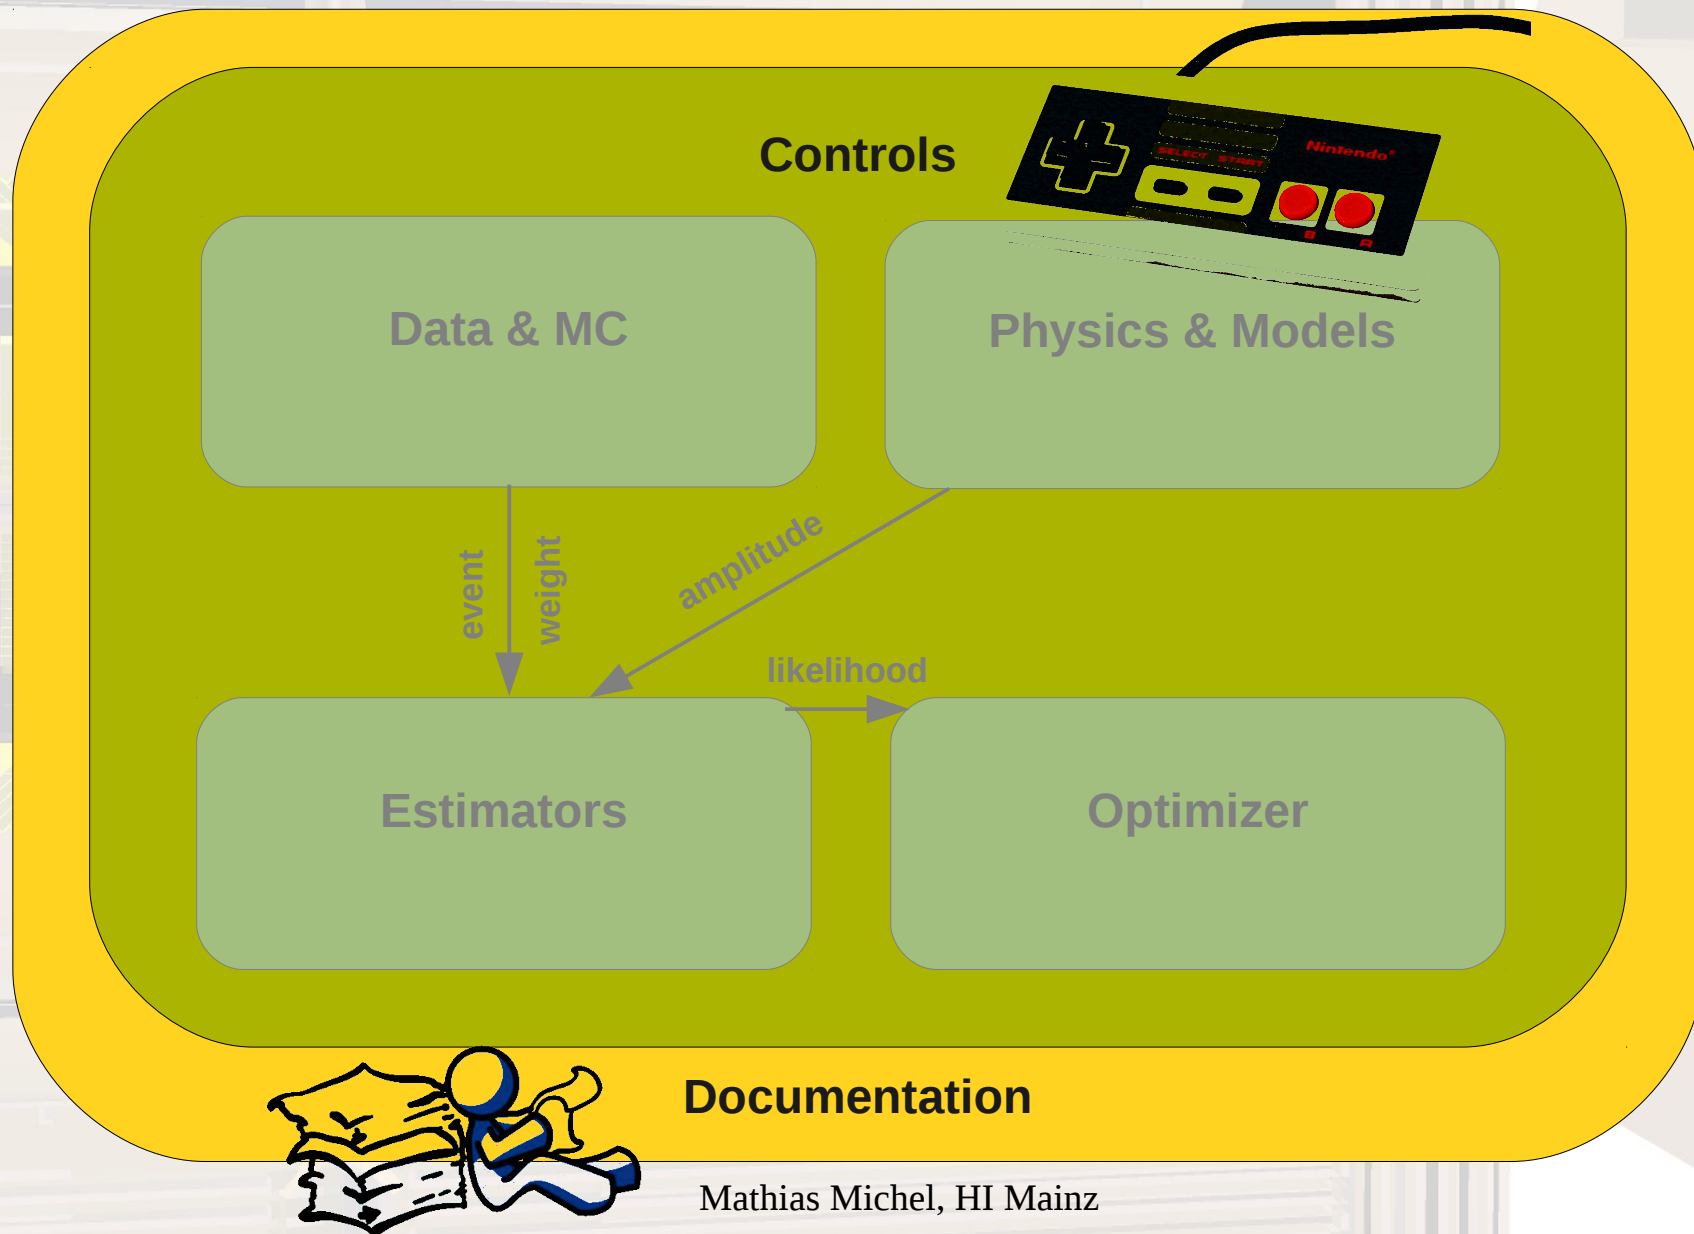 Controls
Nintendo®
SELECT START
B A
Data & MC
Physics & Models
event
weight
amplitude
likelihood
Estimators
Optimizer
Documentation
Mathias Michel, HI Mainz